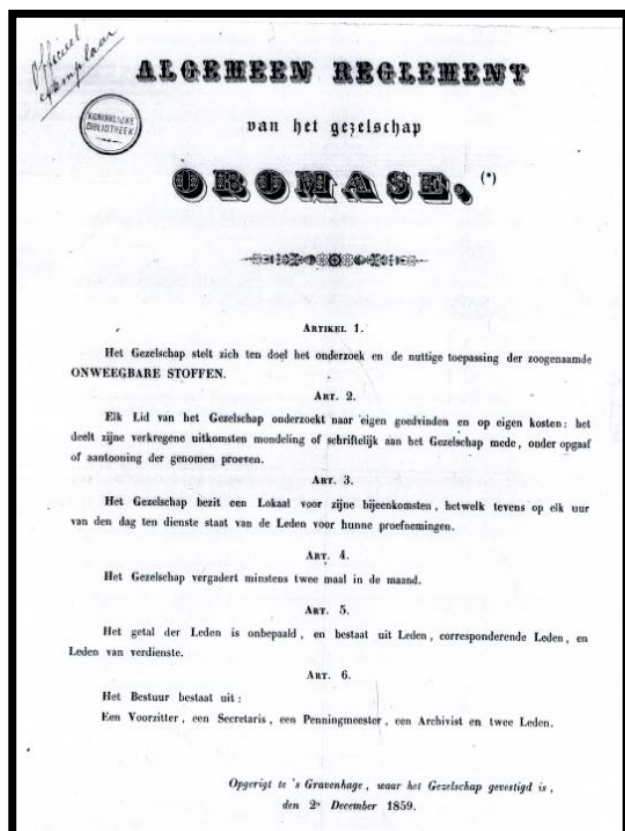 Officieel
exemplaar
KONINKLIJKE
BIBLIOTHEEK
ALGEMEEN REGLEMENT
van het gezelschap
OROMASE. (*)
ARTIKEL 1.
Het Gezelschap stelt zich ten doel het onderzoek en de nuttige toepassing der zoogenaamde
ONWEEGBARE STOFFEN.
ART. 2.
Elk Lid van het Gezelschap onderzoekt naar eigen goedvinden en op eigen kosten: het
deelt zijne verkregene uitkomsten mondeling of schriftelijk aan het Gezelschap mede, onder opgaaf
of aantooning der genomen proeven.
ART. 3.
Het Gezelschap bezit een Lokaal voor zijne bijeenkomsten, hetwelk tevens op elk uur
van den dag ten dienste staat van de Leden voor hunne proefnemingen.
ART. 4.
Het Gezelschap vergadert minstens twee maal in de maand.
ART. 5.
Het getal der Leden is onbepaald, en bestaat uit Leden, corresponderende Leden, en
Leden van verdienste.
ART. 6.
Het Bestuur bestaat uit:
Een Voorzitter, een Secretaris, een Penningmeester, een Archivist en twee Leden.
Opgerigt te 's Gravenhage, waar het Gezelschap gevestigd is,
den 2n December 1859.